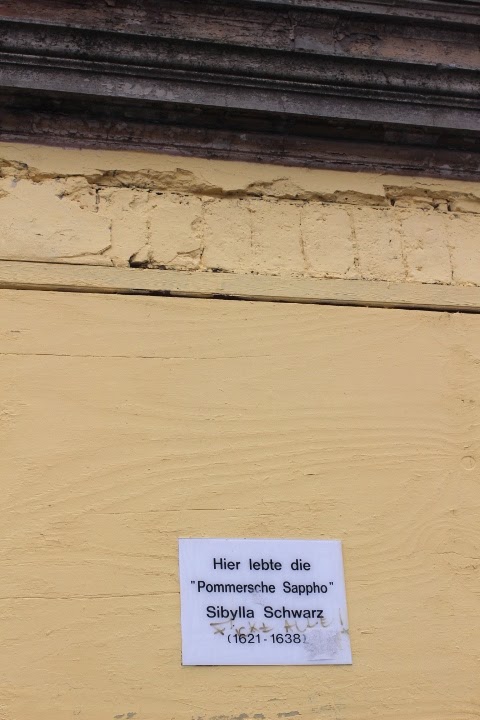 Hier lebte die
"Pommersche Sappho"
Sibylla Schwarz
(1621-1638)